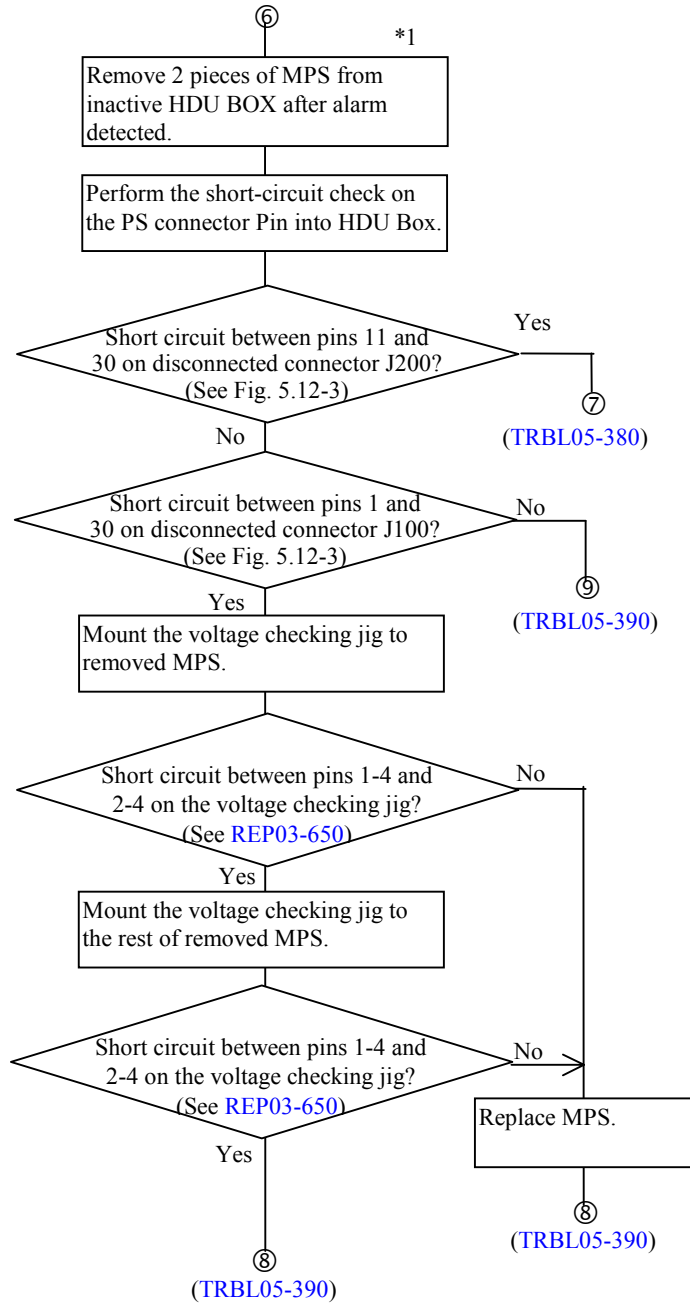 ⑥
*1
Remove 2 pieces of MPS from
inactive HDU BOX after alarm
detected.
Perform the short-circuit check on
the PS connector Pin into HDU Box.
Short circuit between pins 11 and
30 on disconnected connector J200?
(See Fig. 5.12-3)
Yes
⑦
(TRBL05-380)
No
Short circuit between pins 1 and
30 on disconnected connector J100?
(See Fig. 5.12-3)
No
⑨
(TRBL05-390)
Yes
Mount the voltage checking jig to
removed MPS.
Short circuit between pins 1-4 and
2-4 on the voltage checking jig?
(See REP03-650)
No
Yes
Mount the voltage checking jig to
the rest of removed MPS.
Short circuit between pins 1-4 and
2-4 on the voltage checking jig?
(See REP03-650)
No
Replace MPS.
Yes
⑧
(TRBL05-390)
⑧
(TRBL05-390)